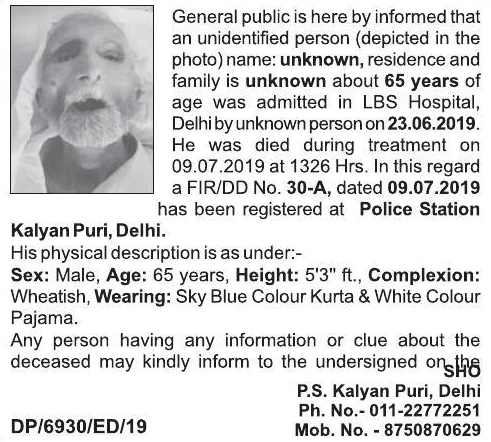 General public is here by informed that
an unidentified person (depicted in the
photo) name: unknown, residence and
family is unknown about 65 years of
age was admitted in LBS Hospital,
Delhi by unknown person on 23.06.2019.
He was died during treatment on
09.07.2019 at 1326 Hrs. In this regard
a FIR/DD No. 30-A, dated 09.07.2019
has been registered at Police Station
Kalyan Puri, Delhi.
His physical description is as under:-
Sex: Male, Age: 65 years, Height: 5'3" ft., Complexion:
Wheatish, Wearing: Sky Blue Colour Kurta & White Colour
Pajama.
Any person having any information or clue about the
deceased may kindly inform to the undersigned on the
SHO
P.S. Kalyan Puri, Delhi
Ph. No.- 011-22772251
DP/6930/ED/19 Mob. No. - 8750870629